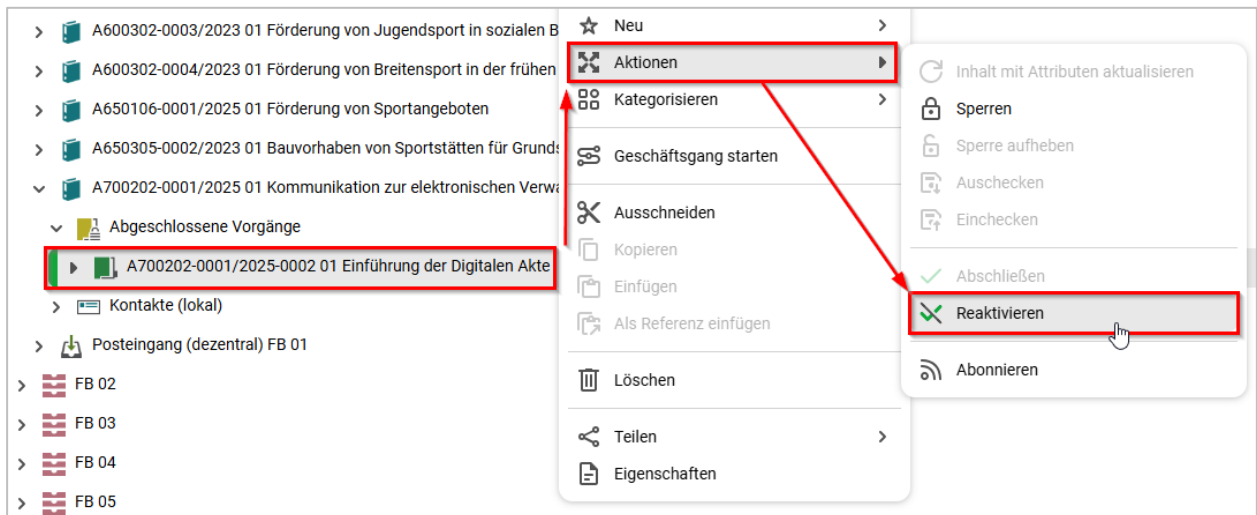 A600302-0003/2023 01 Förderung von Jugendsport in sozialen B
A600302-0004/2023 01 Förderung von Breitensport in der frühen
A650106-0001/2025 01 Förderung von Sportangeboten
A650305-0002/2023 01 Bauvorhaben von Sportstätten für Grunds
A700202-0001/2025 01 Kommunikation zur elektronischen Verwa
Abgeschlossene Vorgänge
A700202-0001/2025-0002 01 Einführung der Digitalen Akte
Kontakte (lokal)
Posteingang (dezentral) FB 01
FB 02
FB 03
FB 04
FB 05
Neu
Aktionen
Kategorisieren
Geschäftsgang starten
Ausschneiden
Kopieren
Einfügen
Als Referenz einfügen
Löschen
Teilen
Eigenschaften
Inhalt mit Attributen aktualisieren
Sperren
Sperre aufheben
Auschecken
Einchecken
Abschließen
Reaktivieren
Abonnieren